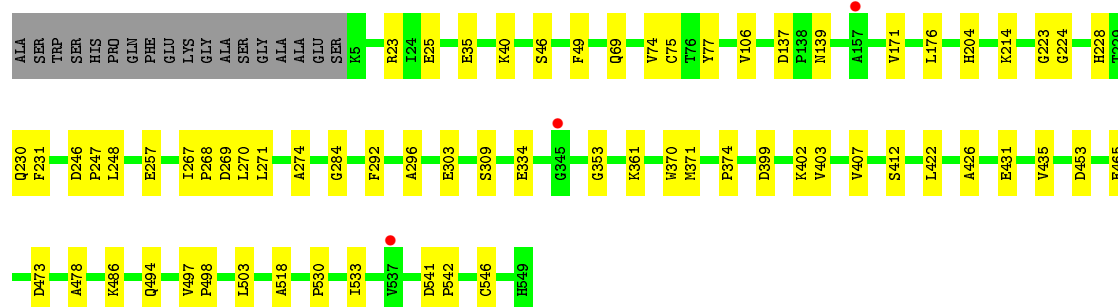 ALA SER TRP SER HIS PRO GLN PHE GLU LYS GLY ALA SER GLY ALA ALA GLU SER K5 R23 I24 E25 E35 K40 S46 F49 Q69 V74 C75 T76 Y77 V106 D137 P138 N139 A157 V171 L176 H204 K214 G223 G224 H228 T229
Q230 F231 D246 P247 L248 E257 I267 P268 D269 L270 L271 A274 G284 F292 A296 E303 S309 E334 G345 G353 K361 W370 M371 P374 D399 K402 V403 V407 S412 L422 A426 E431 V435 D453
D473 A478 K486 Q494 V497 P498 L503 A518 P530 I533 V537 D541 P542 C546 H549